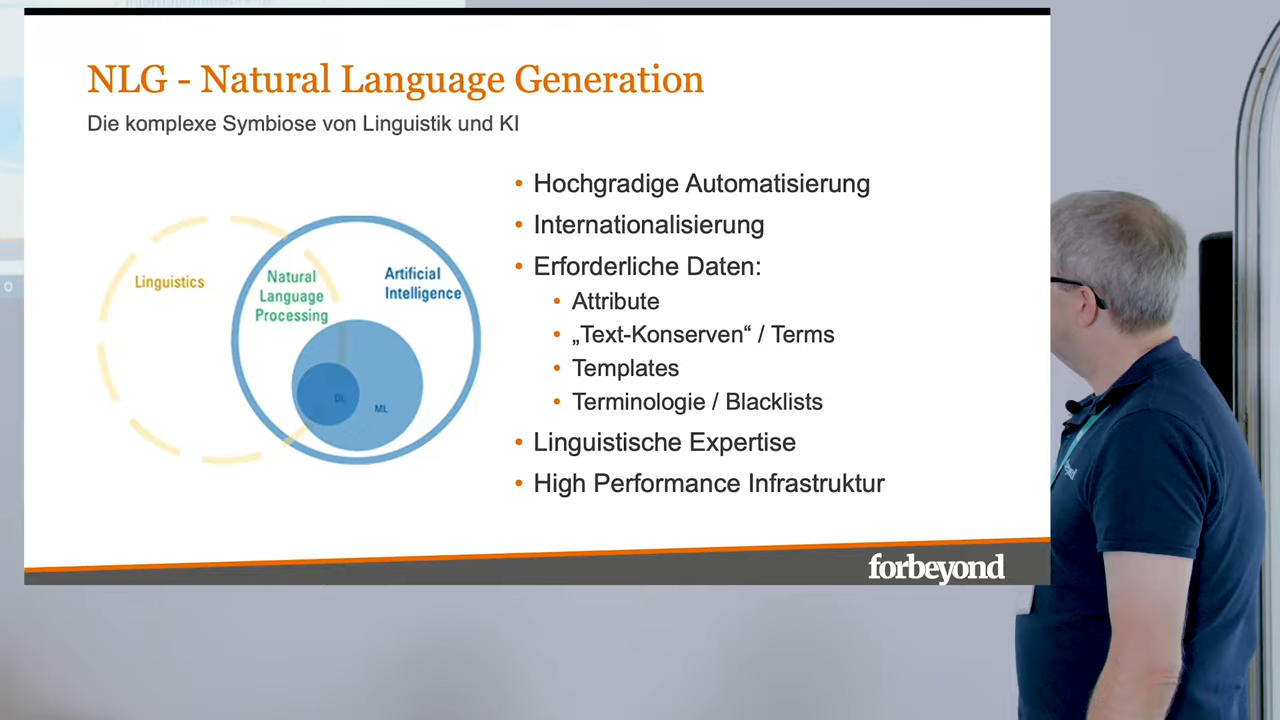 NLG - Natural Language Generation
Die komplexe Symbiose von Linguistik und KI
Linguistics
Natural
Language
Processing
Artificial
Intelligence
DL
ML
• Hochgradige Automatisierung
• Internationalisierung
• Erforderliche Daten:
• Attribute
• „Text-Konserven“ / Terms
• Templates
• Terminologie / Blacklists
• Linguistische Expertise
• High Performance Infrastruktur
forbeyond